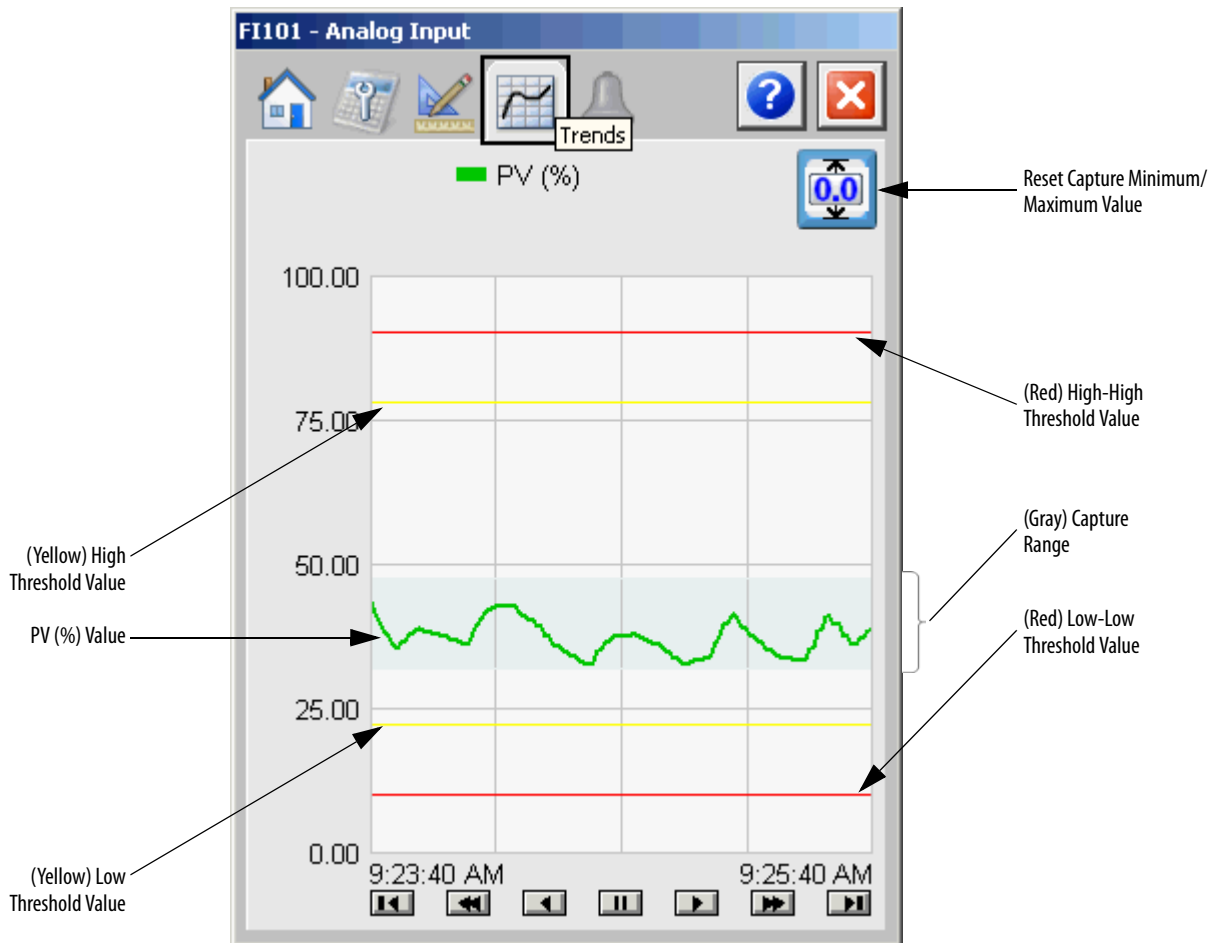 FI101 - Analog Input
?
Trends
PV (%)
0.0
Reset Capture Minimum/
Maximum Value
100.00
75.00
50.00
25.00
0.00
9:23:40 AM
9:25:40 AM
(Yellow) High
Threshold Value
PV (%) Value
(Yellow) Low
Threshold Value
(Red) High-High
Threshold Value
(Gray) Capture
Range
(Red) Low-Low
Threshold Value